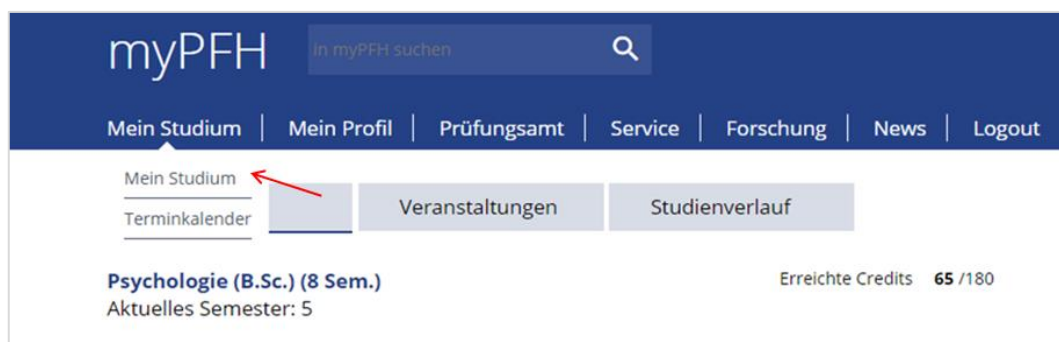 myPFH
in myPFH suchen
Mein Studium | Mein Profil | Prüfungsamt | Service | Forschung | News | Logout
Mein Studium
Terminkalender
Veranstaltungen
Studienverlauf
Psychologie (B.Sc.) (8 Sem.)
Erreichte Credits 65 /180
Aktuelles Semester: 5